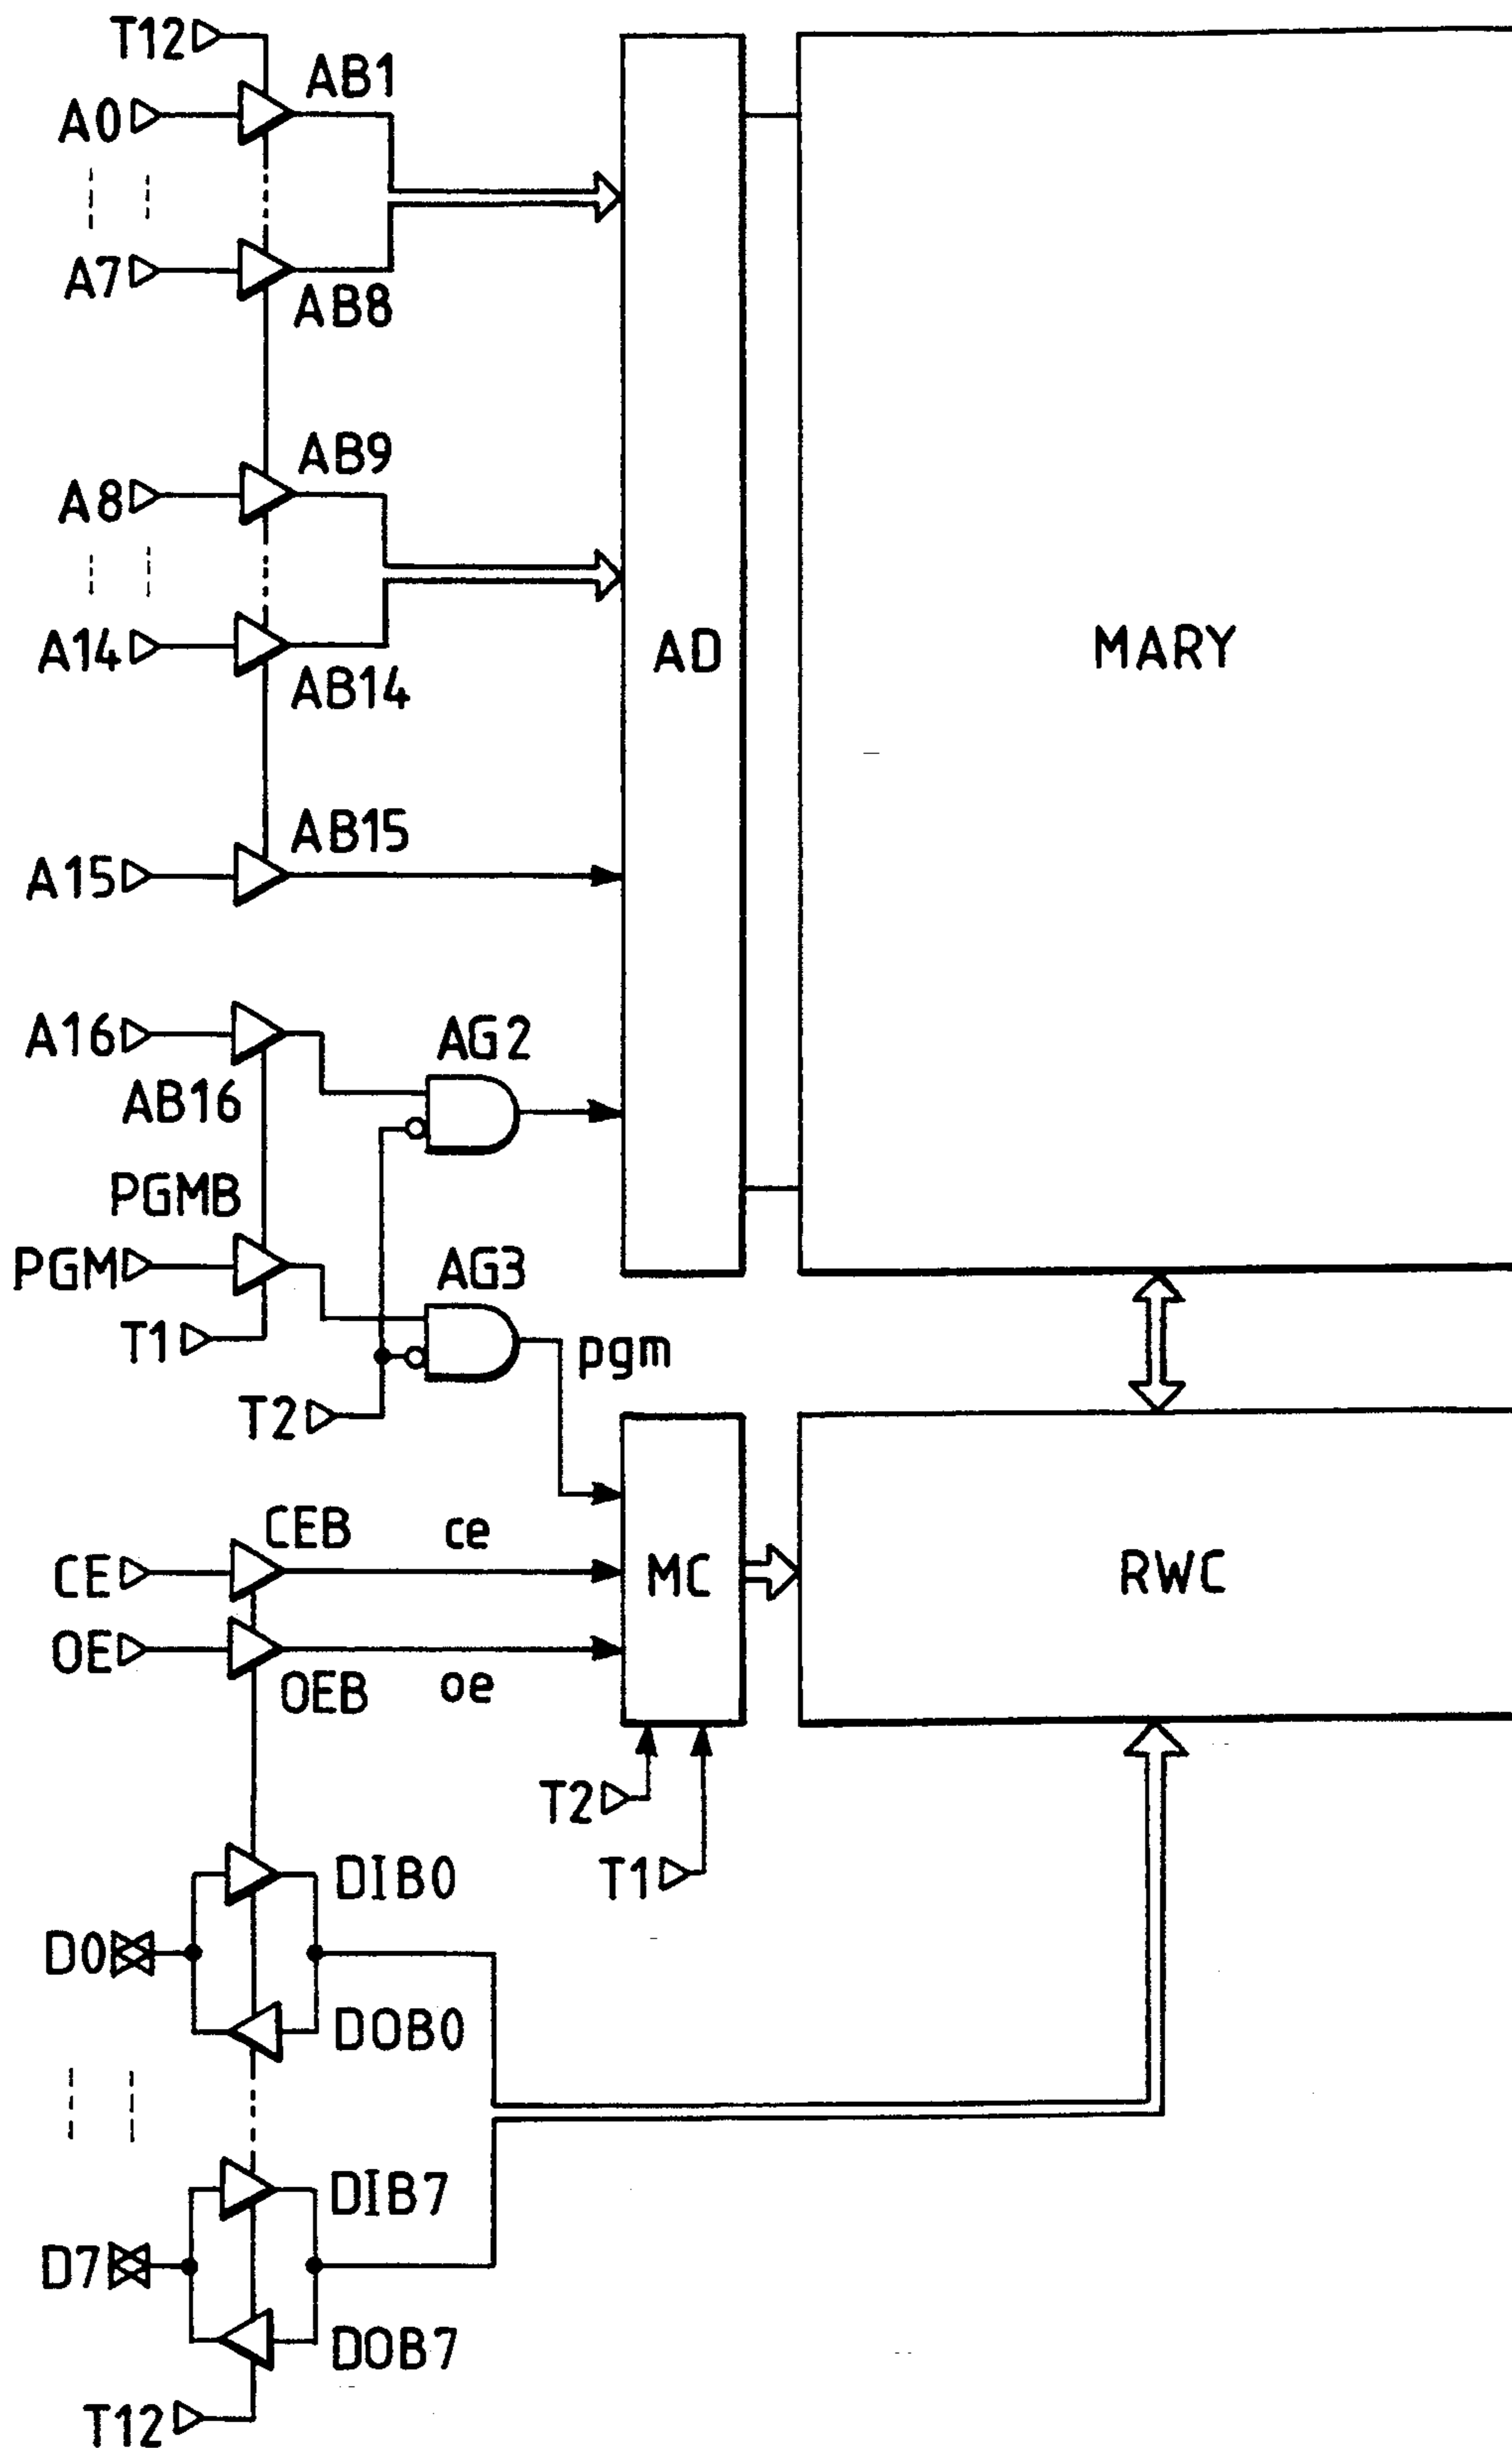 T12
AB1
A0
A7
AB8
AB9
A8
A14
AB14
AD
MARY
AB15
A15
A16
AG2
AB16
PGMB
PGM
AG3
T1
pgm
T2
CEB
ce
CE
MC
RWC
OE
OEB
oe
T2
T1
DIB0
D0
DOB0
DIB7
D7
DOB7
T12